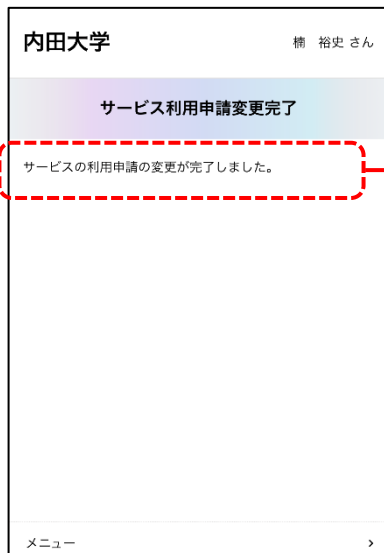 内田大学
楠　裕史 さん
サービス利用申請変更完了
サービスの利用申請の変更が完了しました。
メニュー